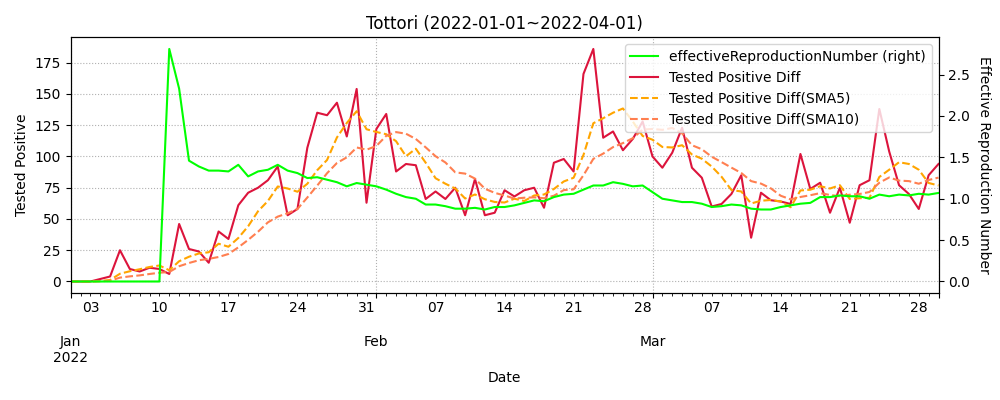 Tottori (2022-01-01~2022-04-01)
effectiveReproductionNumber (right)
Tested Positive Diff
Tested Positive Diff(SMA5)
Tested Positive Diff(SMA10)
Tested Positive
175
150
125
100
75
50
25
0
Effective Reproduction Number
2.5
2.0
1.5
1.0
0.5
0.0
03 10 17 24 31 07 14 21 28 07 14 21 28
Jan Feb Mar
2022
Date